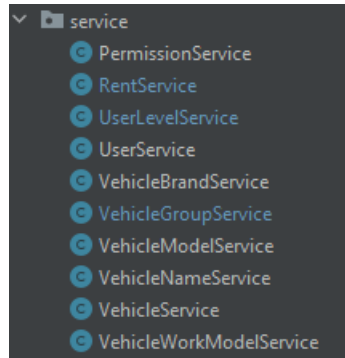 service
C PermissionService
C RentService
C UserLevelService
C UserService
C VehicleBrandService
C VehicleGroupService
C VehicleModelService
C VehicleNameService
C VehicleService
C VehicleWorkModelService